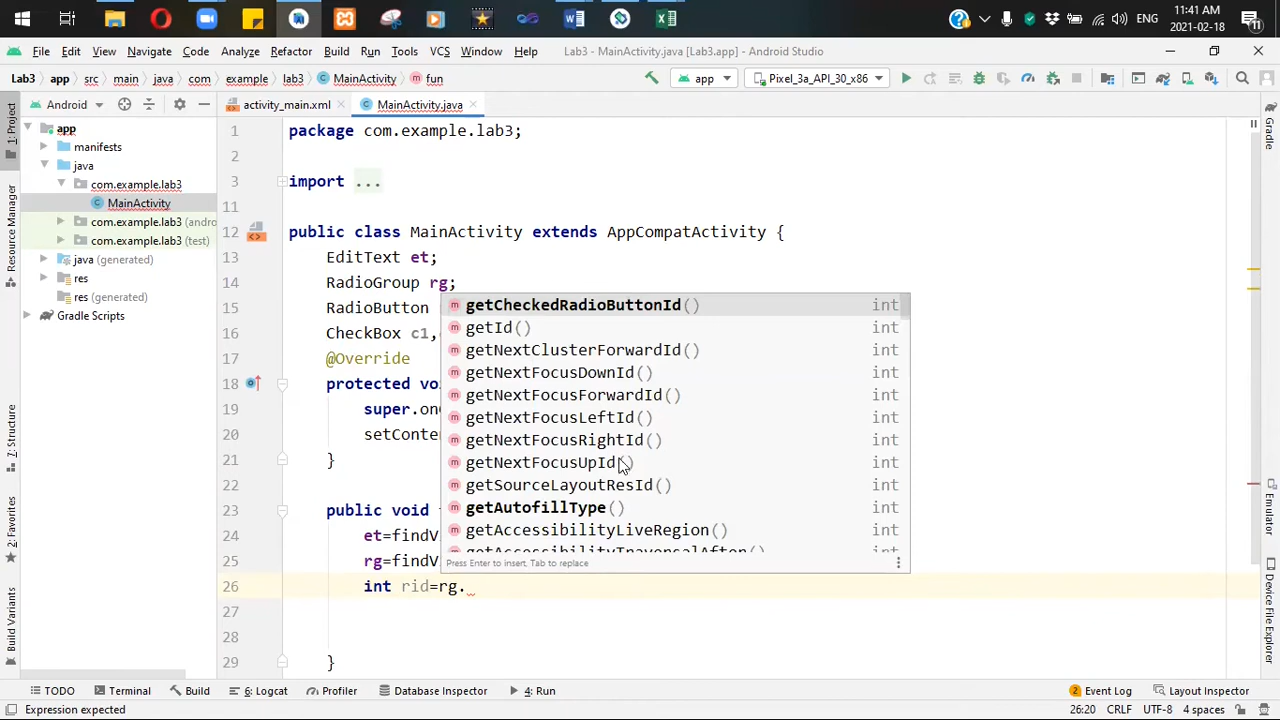 11:41 AM
ENG
2021-02-18
11
File Edit View Navigate Code Analyze Refactor Build Run Tools VCS Window Help Lab3 - MainActivity.java [Lab3.app] - Android Studio
Lab3 app src main java com example lab3 MainActivity fun app Pixel_3a_API_30_x86
Android activity_main.xml MainActivity.java
app
manifests
java
com.example.lab3
MainActivity
com.example.lab3 (andro
com.example.lab3 (test)
java (generated)
res
res (generated)
Gradle Scripts
1: Project
Resource Manager
Z: Structure
2: Favorites
Build Variants
1 package com.example.lab3;
2
3 import ...
11
12 public class MainActivity extends AppCompatActivity {
13 EditText et;
14 RadioGroup rg;
15 RadioButton
16 CheckBox c1,
17 @Override
18 protected vo
19 super.on
20 setConte
21 }
22
23 public void
24 et=findV
25 rg=findV
26 int rid=rg.
27
28
29 }
getCheckedRadioButtonId() int
getId() int
getNextClusterForwardId() int
getNextFocusDownId() int
getNextFocusForwardId() int
getNextFocusLeftId() int
getNextFocusRightId() int
getNextFocusUpId() int
getSourceLayoutResId() int
getAutofillType() int
getAccessibilityLiveRegion() int
getAccessibilityTraversalAfter() int
Press Enter to insert, Tab to replace
Gradle
Emulator
Device File Explorer
TODO Terminal Build 6: Logcat Profiler Database Inspector 4: Run 2 Event Log Layout Inspector
Expression expected 26:20 CRLF UTF-8 4 spaces